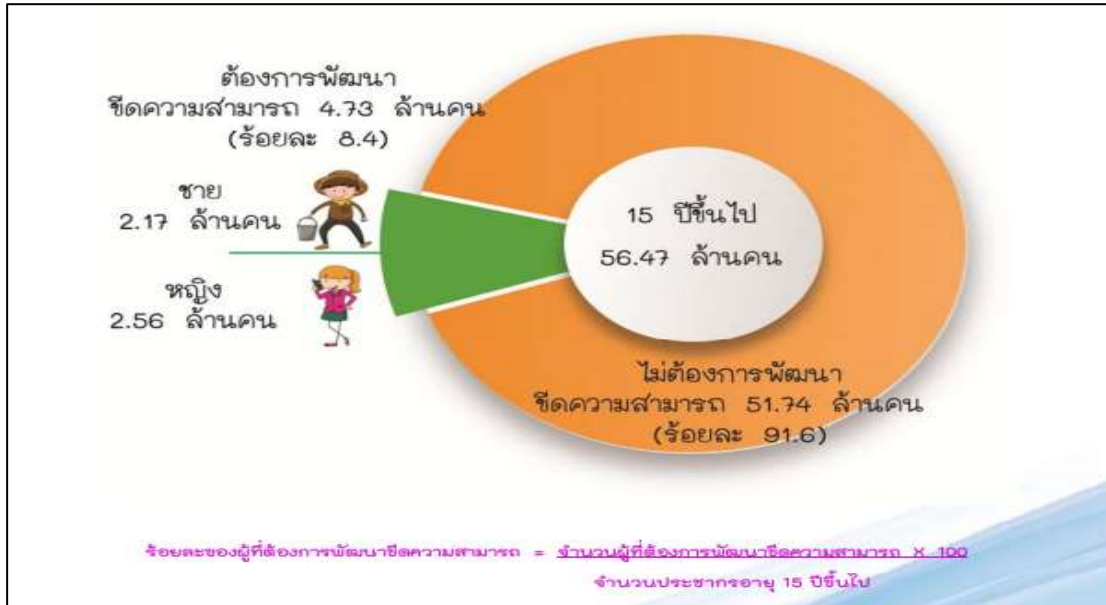 ต้องการพัฒนา
ขีดความสามารถ 4.73 ล้านคน
(ร้อยละ 8.4)
ชาย
2.17 ล้านคน
หญิง
2.56 ล้านคน
15 ปีขึ้นไป
56.47 ล้านคน
ไม่ต้องการพัฒนา
ขีดความสามารถ 51.74 ล้านคน
(ร้อยละ 91.6)
ร้อยละของผู้ที่ต้องการพัฒนาขีดความสามารถ = จำนวนผู้ที่ต้องการพัฒนาขีดความสามารถ X 100
จำนวนประชากรอายุ 15 ปีขึ้นไป